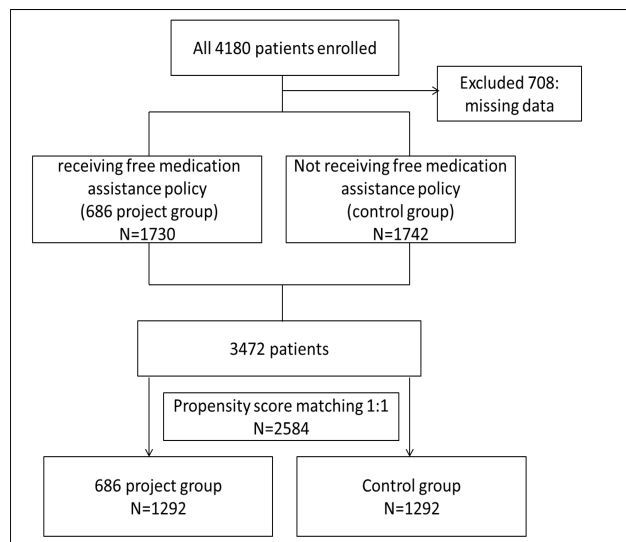 All 4180 patients enrolled
Excluded 708:
missing data
receiving free medication
assistance policy
(686 project group)
N=1730
Not receiving free medication
assistance policy
(control group)
N=1742
3472 patients
Propensity score matching 1:1
N=2584
686 project group
N=1292
Control group
N=1292